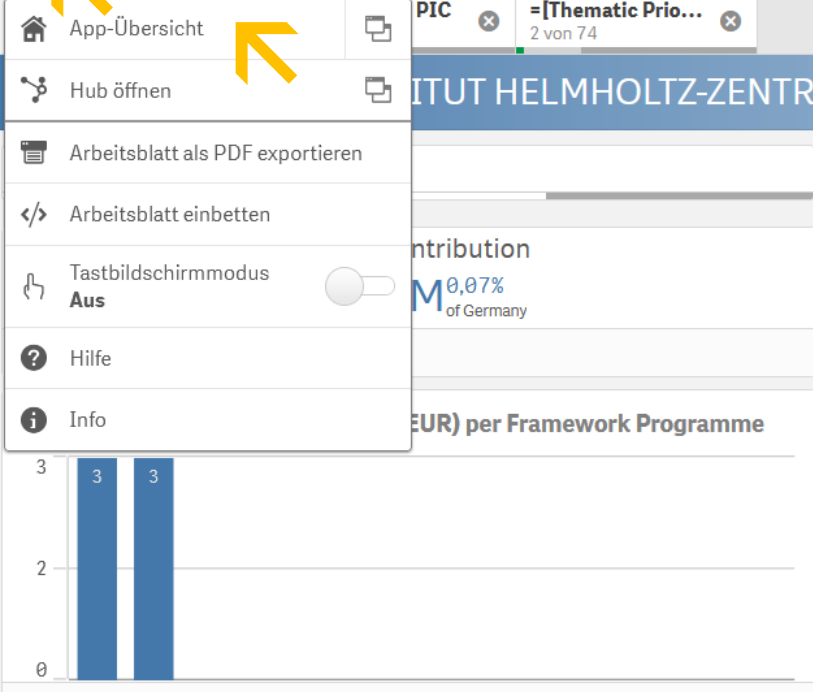 App-Übersicht
Hub öffnen
Arbeitsblatt als PDF exportieren
Arbeitsblatt einbetten
Tastbildschirmmodus
Aus
Hilfe
Info
PIC
=[Thematic Prio...
2 von 74
ITUT HELMHOLTZ-ZENTR
ntribution
M 0,07%
of Germany
EUR) per Framework Programme
3
3 3
2
0